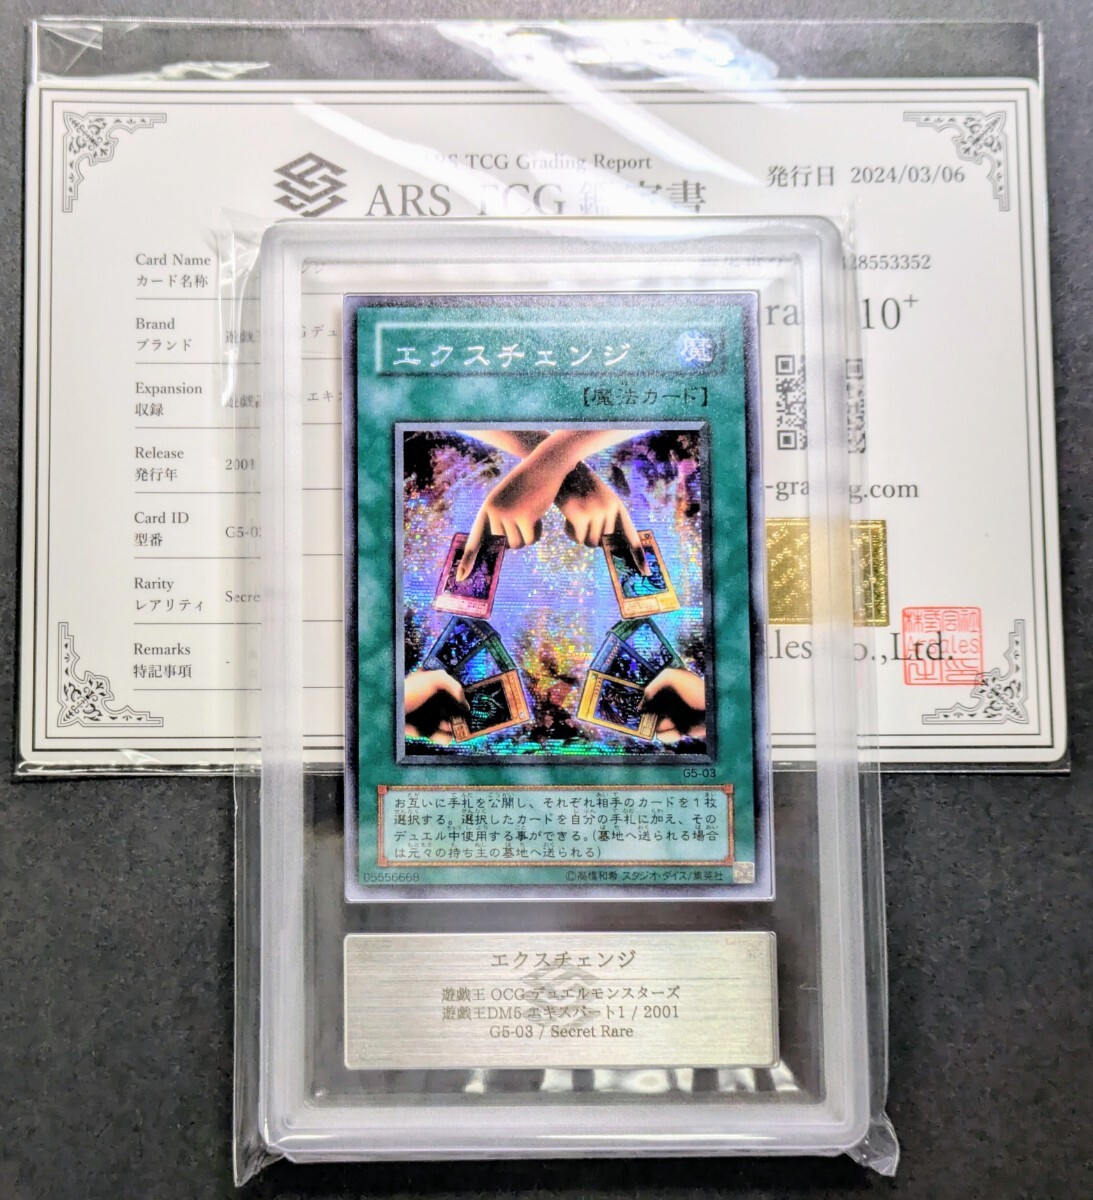 ARS TCG Grading Report
ARS TCG 鑑定書
発行日 2024/03/06
Card Name
カード名称
28553352
Brand
ブランド
10+
Expansion
収録
エキス
Release
発行年
2001
.com
Card ID
型番
G5-0
Rarity
レアリティ
Secre
Remarks
特記事項
-
les Co.,Ltd.
エクスチェンジ
魔
【魔法カード】
G5-03
お互いに手札を公開し、それぞれ相手のカードを1枚
選択する。選択したカードを自分の手札に加え、その
デュエル中使用する事ができる。(墓地へ送られる場合
は元々の持ち主の墓地へ送られる)
05556668
©高橋和希 スタジオ・ダイス/集英社
エクスチェンジ
遊戯王 OCG デュエルモンスターズ
遊戯王DM5 エキスパート1 / 2001
G5-03 / Secret Rare